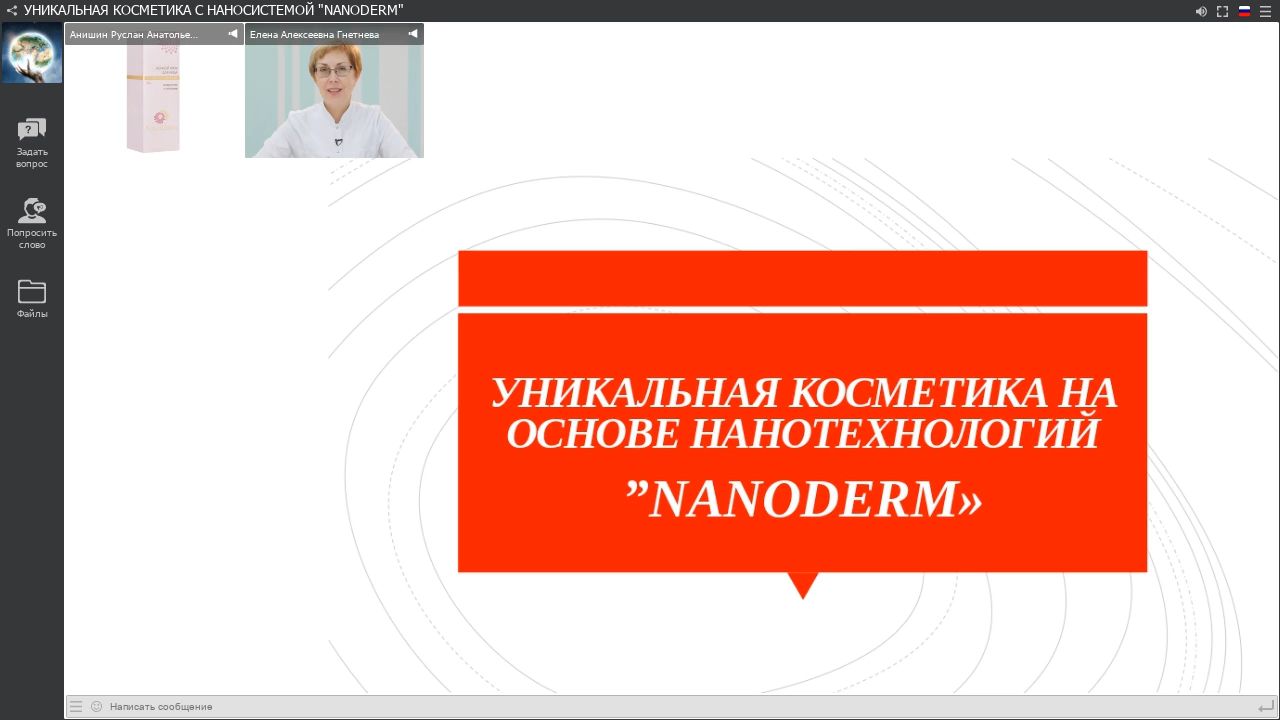 УНИКАЛЬНАЯ КОСМЕТИКА С НАНОСИСТЕМОЙ "NANODERM"
Анишин Руслан Анатолье...
Елена Алексеевна Гнетнева
Задать
вопрос
Попросить
слово
Файлы
УНИКАЛЬНАЯ КОСМЕТИКА НА
ОСНОВЕ НАНОТЕХНОЛОГИЙ
”NANODERM»
Написать сообщение